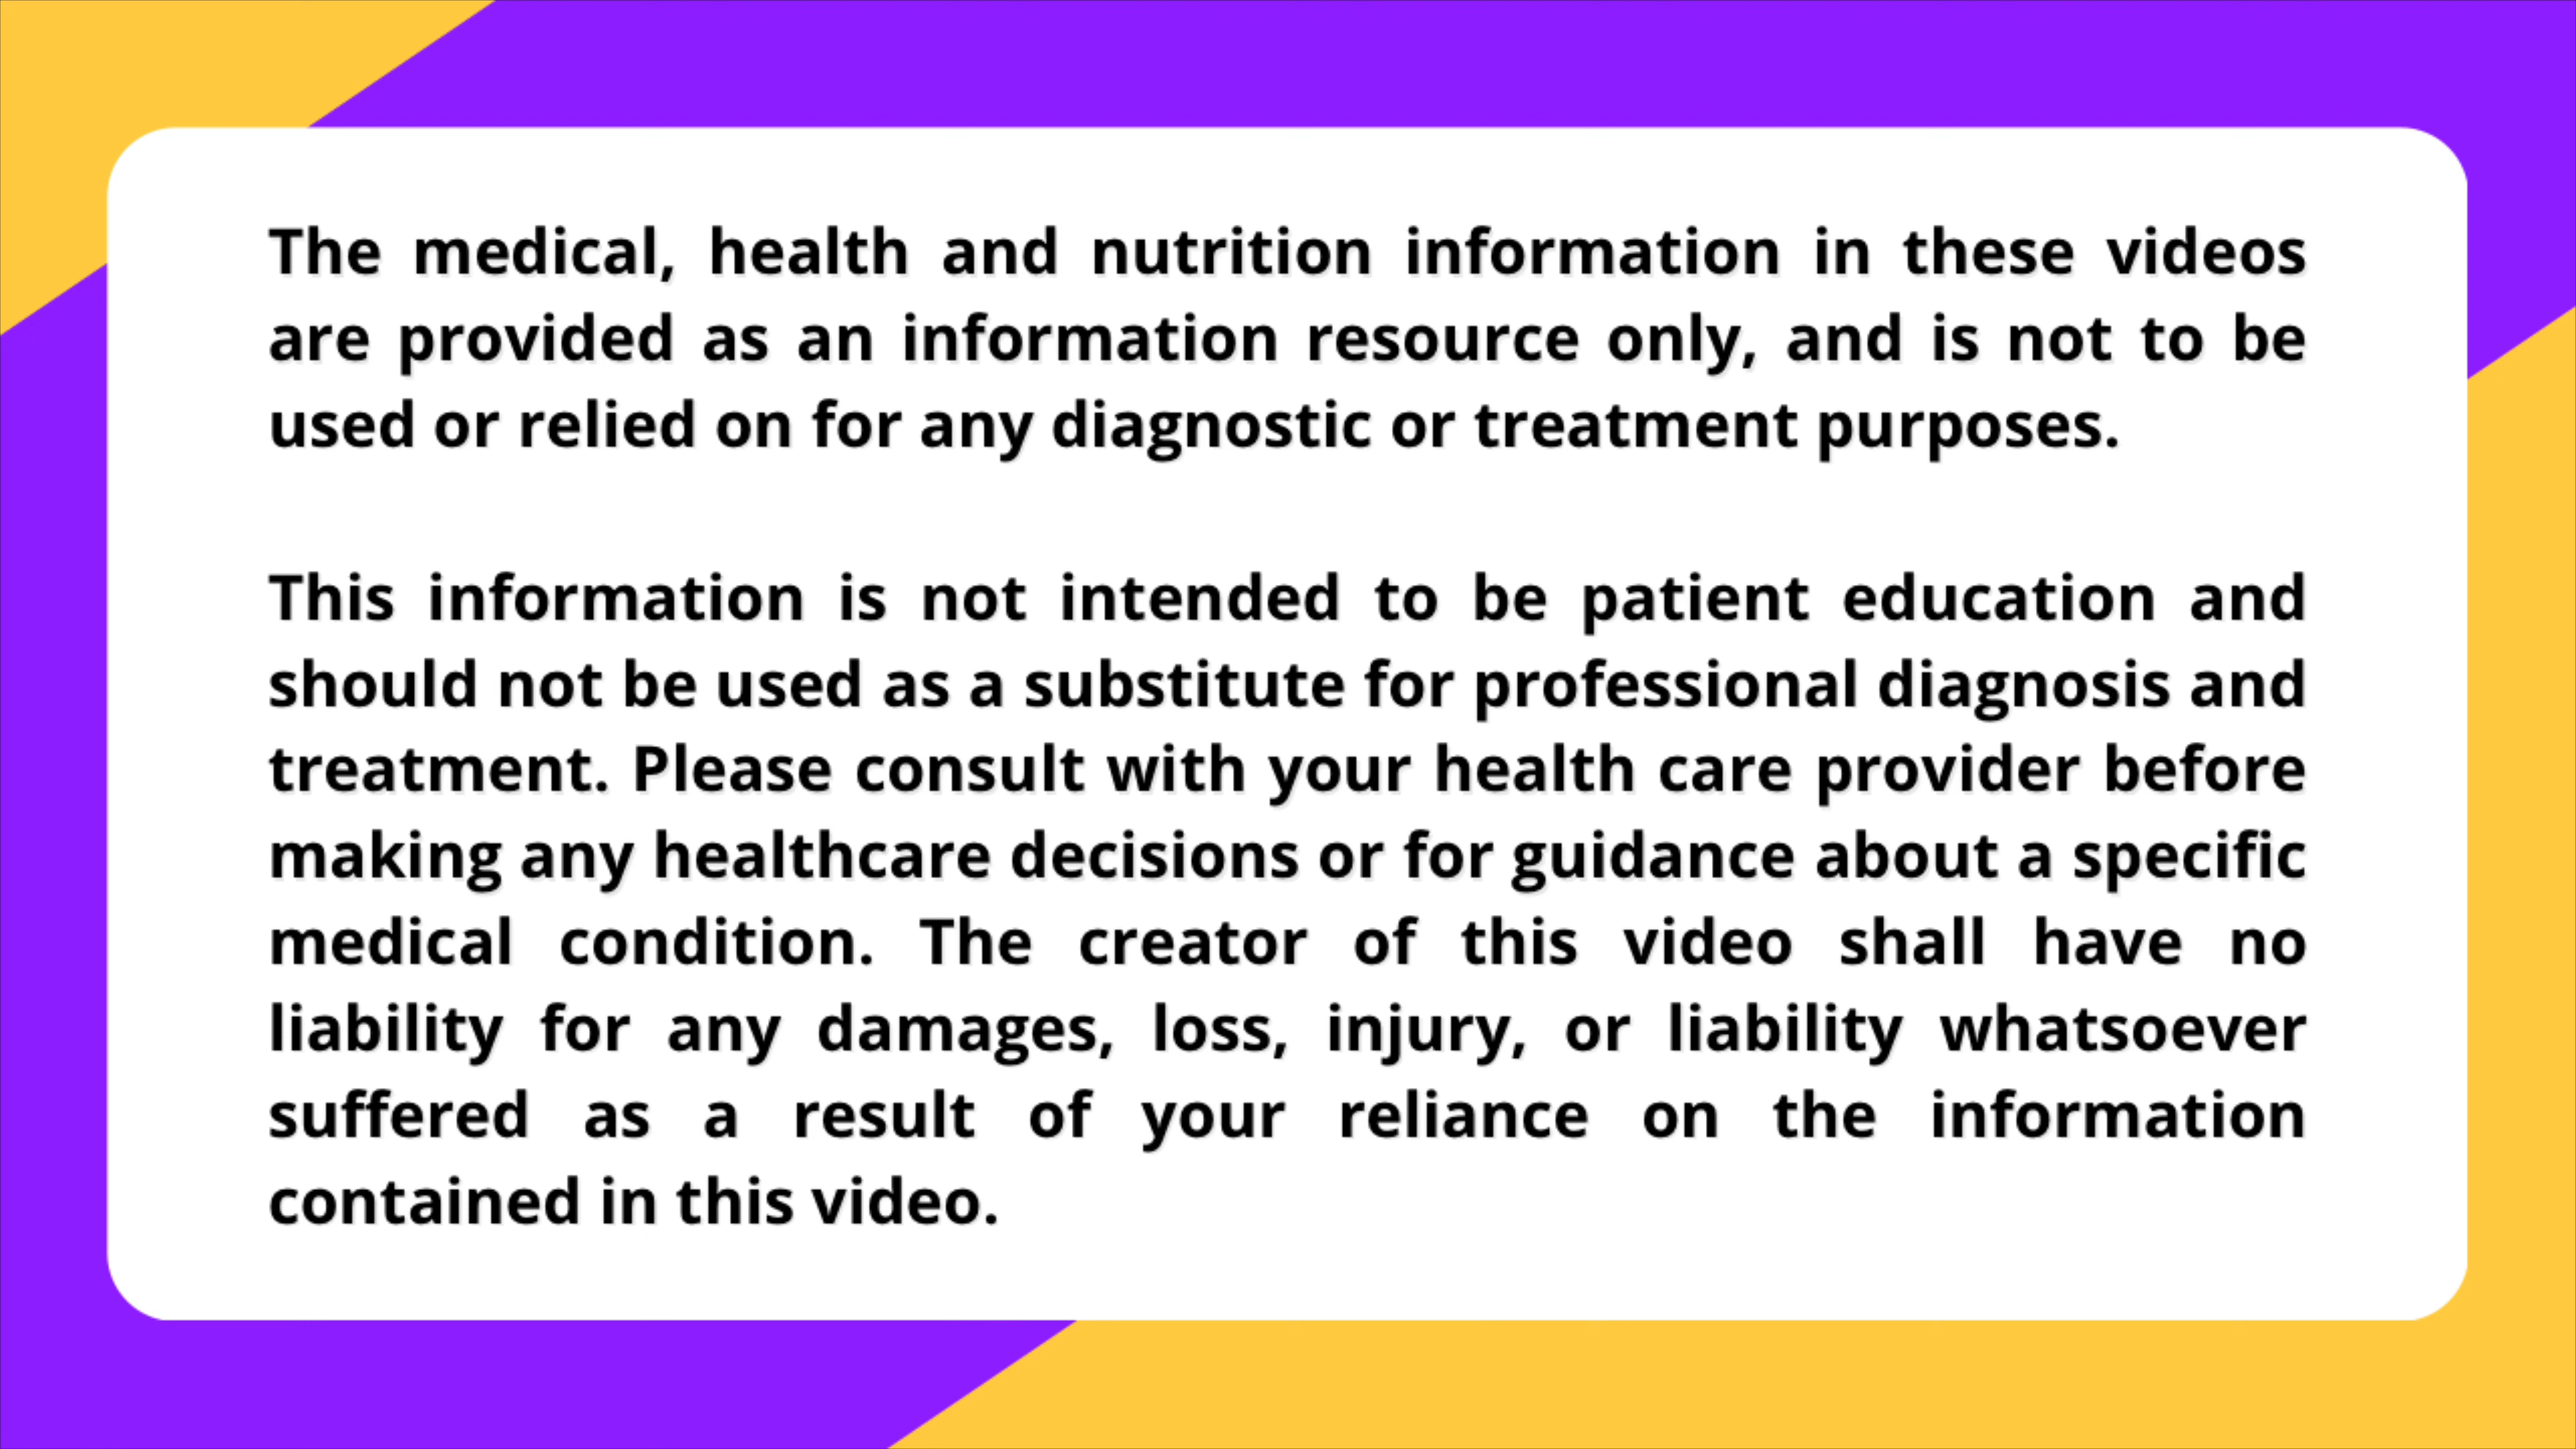 The medical, health and nutrition information in these videos
are provided as an information resource only, and is not to be
used or relied on for any diagnostic or treatment purposes.
This information is not intended to be patient education and
should not be used as a substitute for professional diagnosis and
treatment. Please consult with your health care provider before
making any healthcare decisions or for guidance about a specific
medical condition. The creator of this video shall have no
liability for any damages, loss, injury, or liability whatsoever
suffered as a result of your reliance on the information
contained in this video.